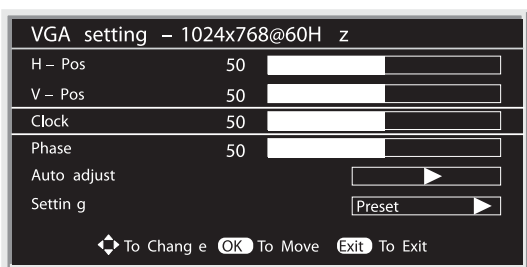 VGA setting – 1024x768@60H z
H – Pos 50
V – Pos 50
Clock 50
Phase 50
Auto adjust
Settin g Preset
To Chang e OK To Move Exit To Exit